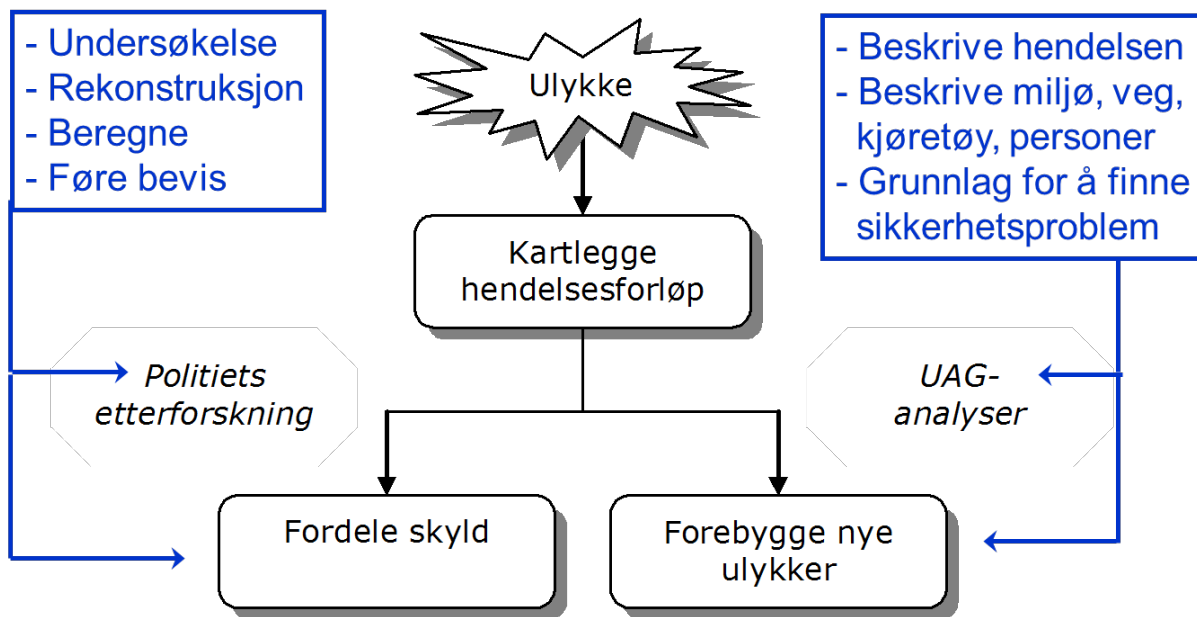 - Undersøkelse
- Rekonstruksjon
- Beregne
- Føre bevis
Ulykke
- Beskrive hendelsen
- Beskrive miljø, veg,
kjøretøy, personer
- Grunnlag for å finne
sikkerhetsproblem
Kartlegge
hendelsesforløp
Politiets
etterforskning
UAG-
analyser
Fordele skyld
Forebygge nye
ulykker